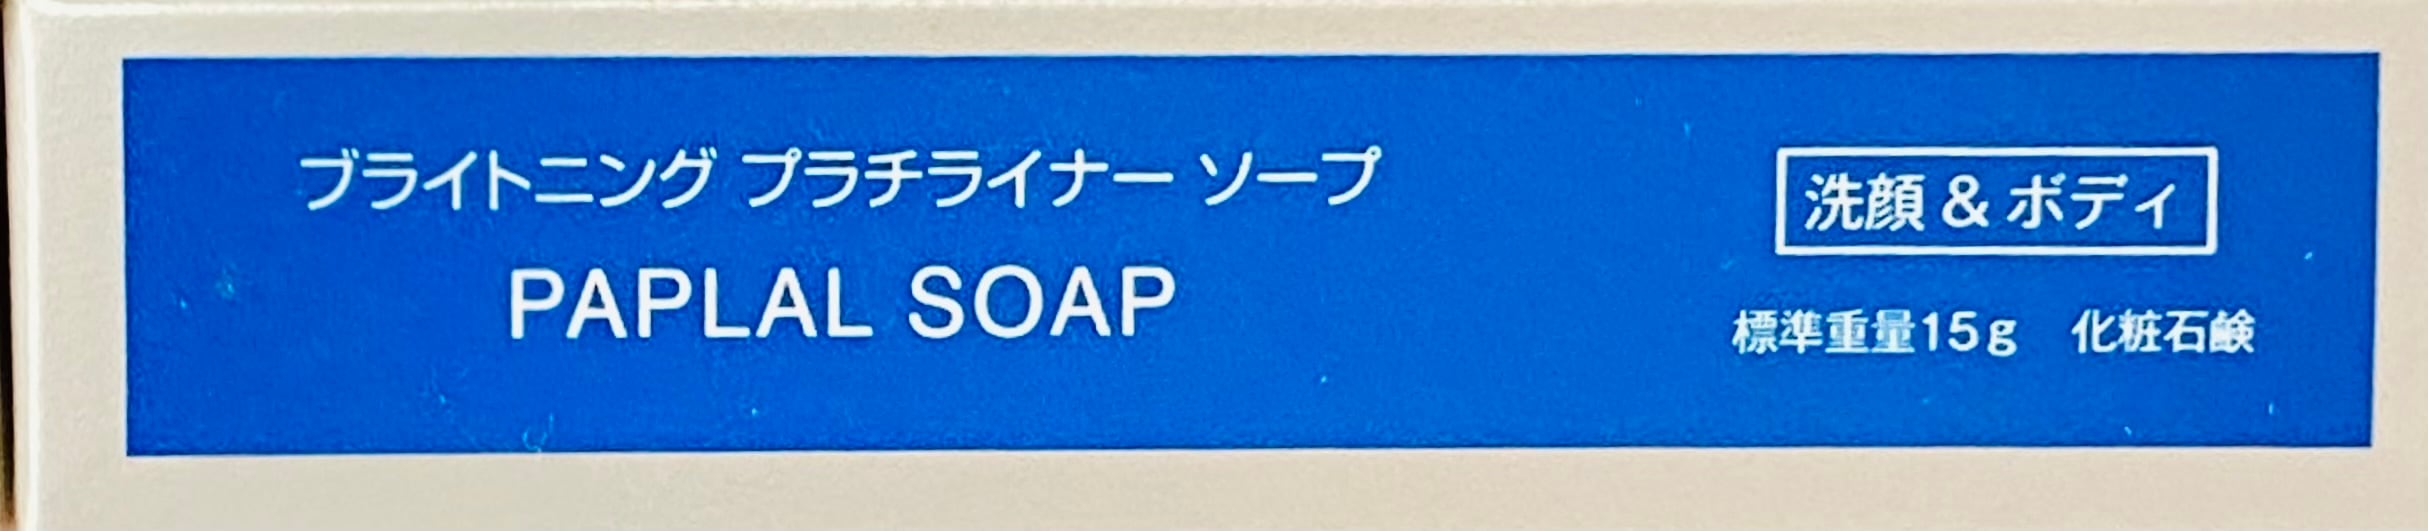 ブライトニング プラチライナー ソープ
PAPLAL SOAP
洗顔 & ボディ
標準重量15g 化粧石鹸